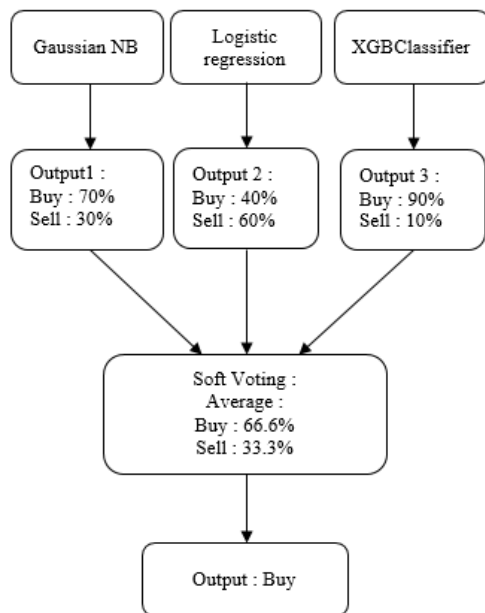 Gaussian NB
Logistic
regression
XGBClassifier
Output1 :
Buy : 70%
Sell : 30%
Output 2 :
Buy : 40%
Sell : 60%
Output 3 :
Buy : 90%
Sell : 10%
Soft Voting :
Average :
Buy : 66.6%
Sell : 33.3%
Output : Buy